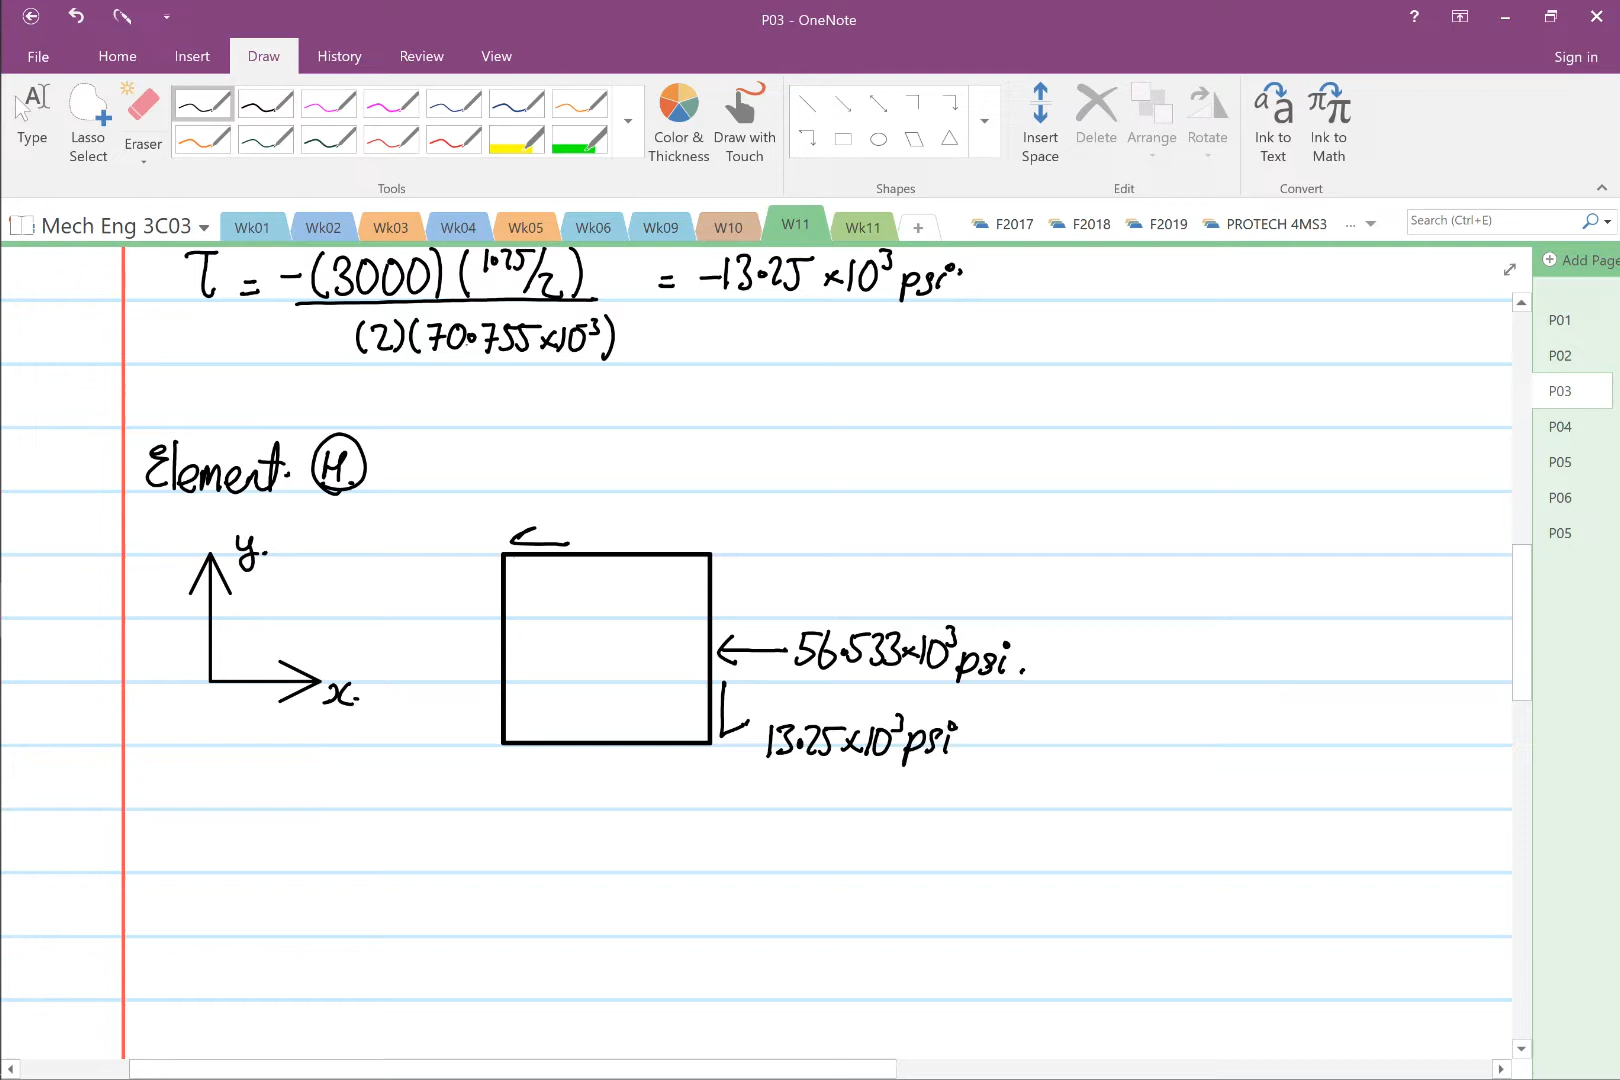 P03 - OneNote
?
File Home Insert Draw History Review View Sign in
Type
Lasso Select
Eraser
Color & Thickness
Draw with Touch
Insert Space
Delete
Arrange
Rotate
Ink to Text
Ink to Math
Tools Shapes Edit Convert
Mech Eng 3C03 Wk01 Wk02 Wk03 Wk04 Wk05 Wk06 Wk09 W10 W11 Wk11 + F2017 F2018 F2019 PROTECH 4MS3 ... Search (Ctrl+E)
Add Page
P01
P02
P03
P04
P05
P06
P05
τ = -(3000)(1.25/2) / (2)(70.755×10⁻³) = -13.25×10³ psi.
Element. H.
y.
x.
56.533×10³ psi.
13.25×10³ psi